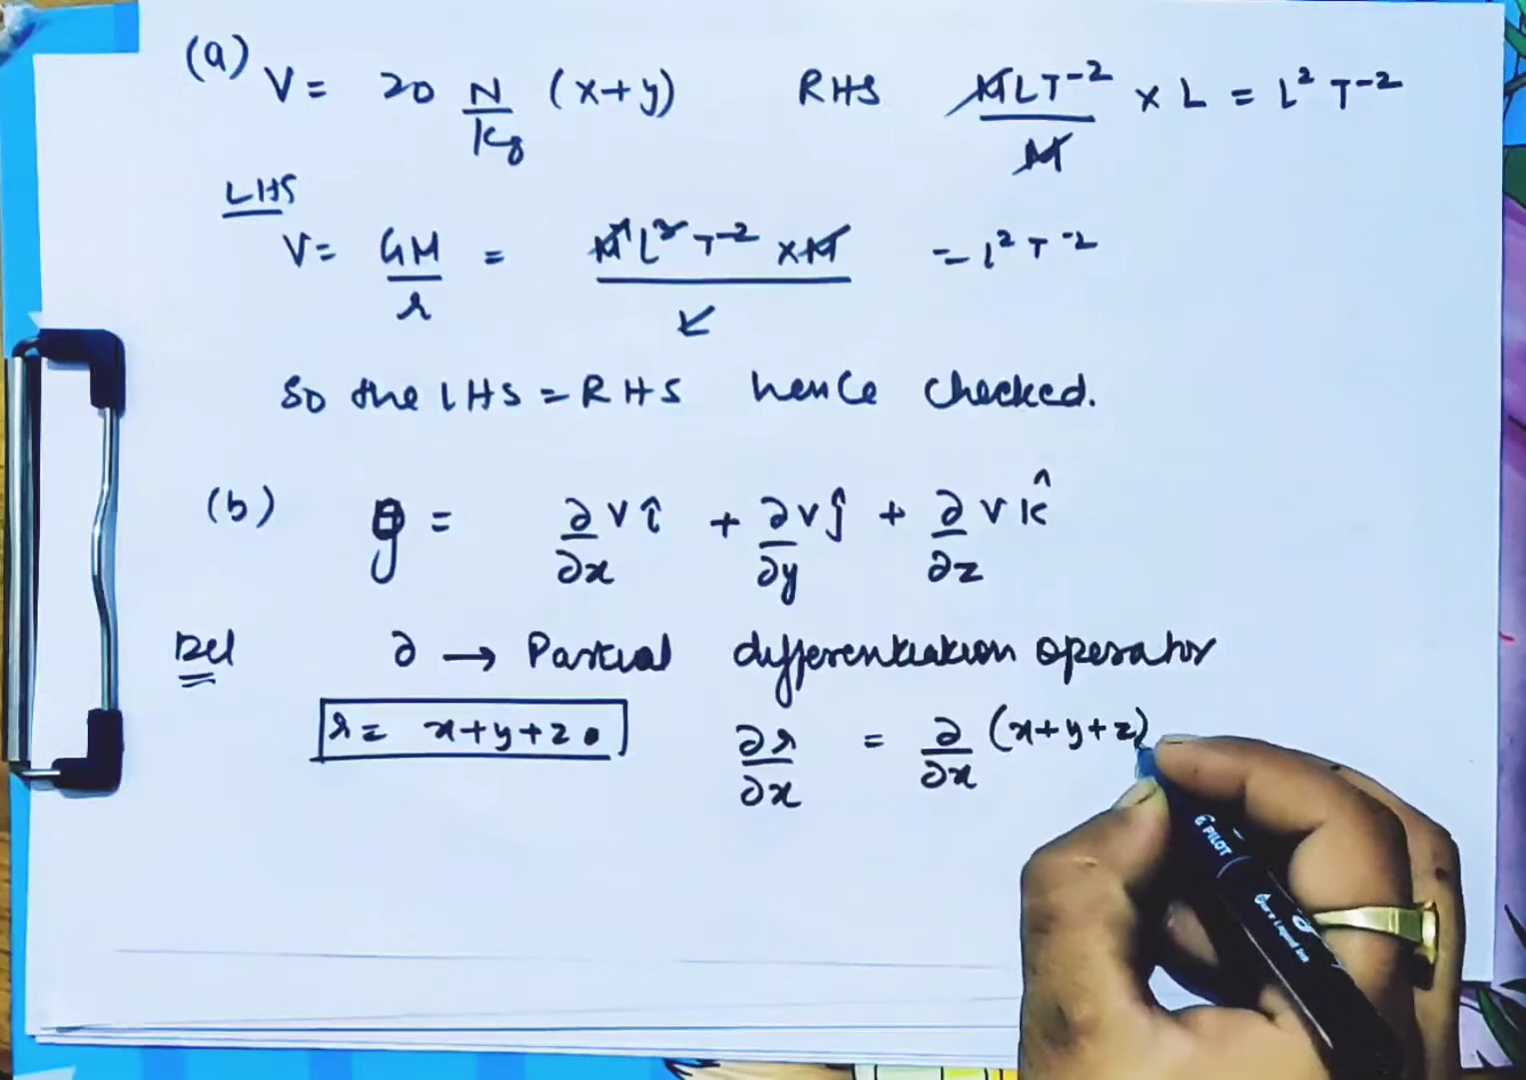 (a) V = 20 N/kg (x+y) RHS MLT⁻²/M × L = L² T⁻²
LHS
V = GM/r = M⁻¹L³T⁻² × M/L = L² T⁻²
So the LHS = RHS hence checked.
(b) g = ∂/∂x V î + ∂/∂y V ĵ + ∂/∂z V k̂
Del ∂ → Partial differentiation operator
r = x+y+z. ∂r/∂x = ∂/∂x (x+y+z)
PILOT